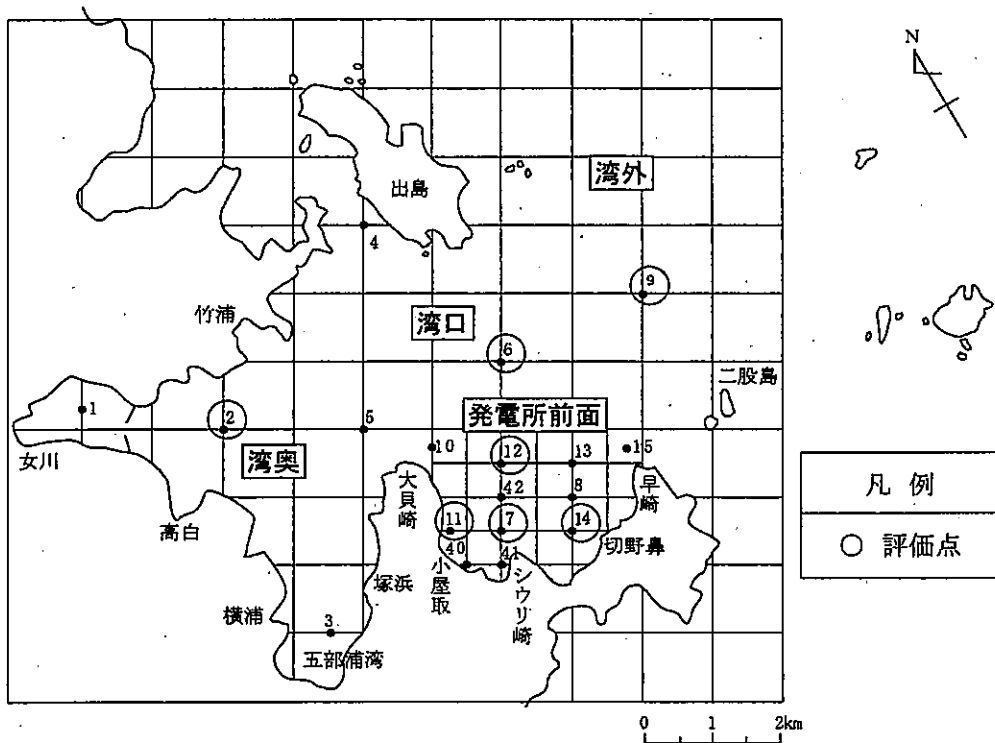 N
湾外
出島
4
9
竹浦
湾口
6
二股島
発電所前面
1
2
5
10
12
13
15
女川
湾奥
大貝崎
42
8
早崎
凡例
高白
11
7
14
切野鼻
○ 評価点
40
41
小屋取
シウリ崎
塚浜
横浦
3
五部浦湾
0 1 2km